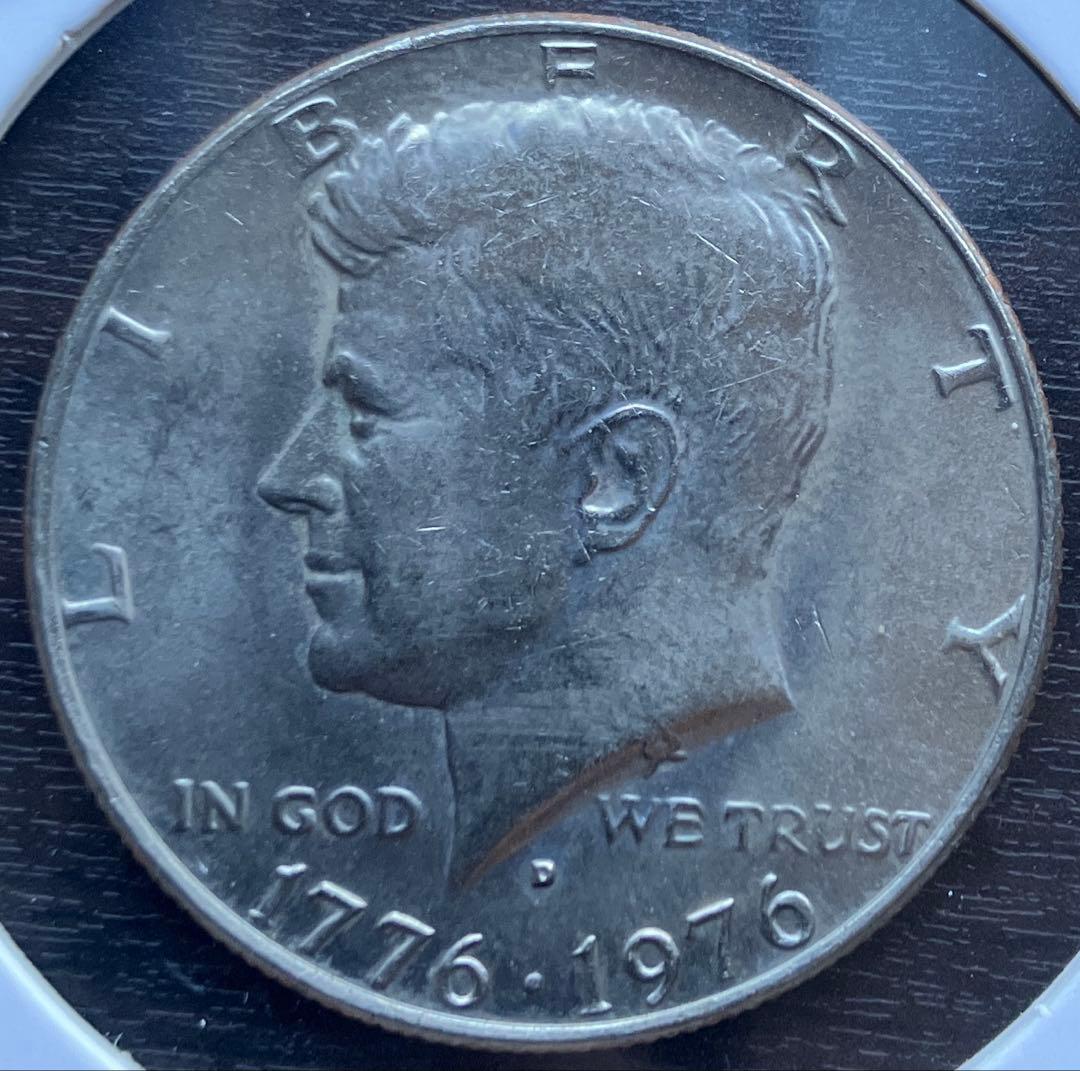 LIBERTY
IN GOD WE TRUST
D
1776 · 1976